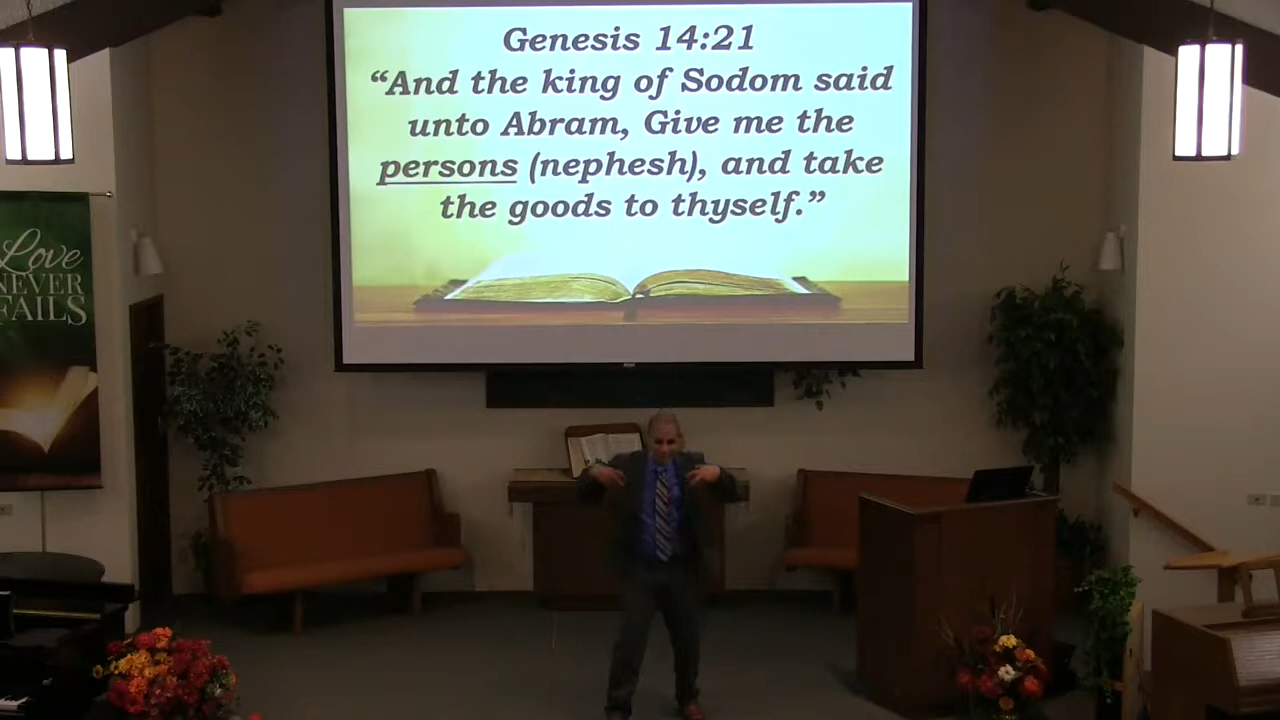 Genesis 14:21
“And the king of Sodom said
unto Abram, Give me the
persons (nephesh), and take
the goods to thyself.”
Love
NEVER
FAILS